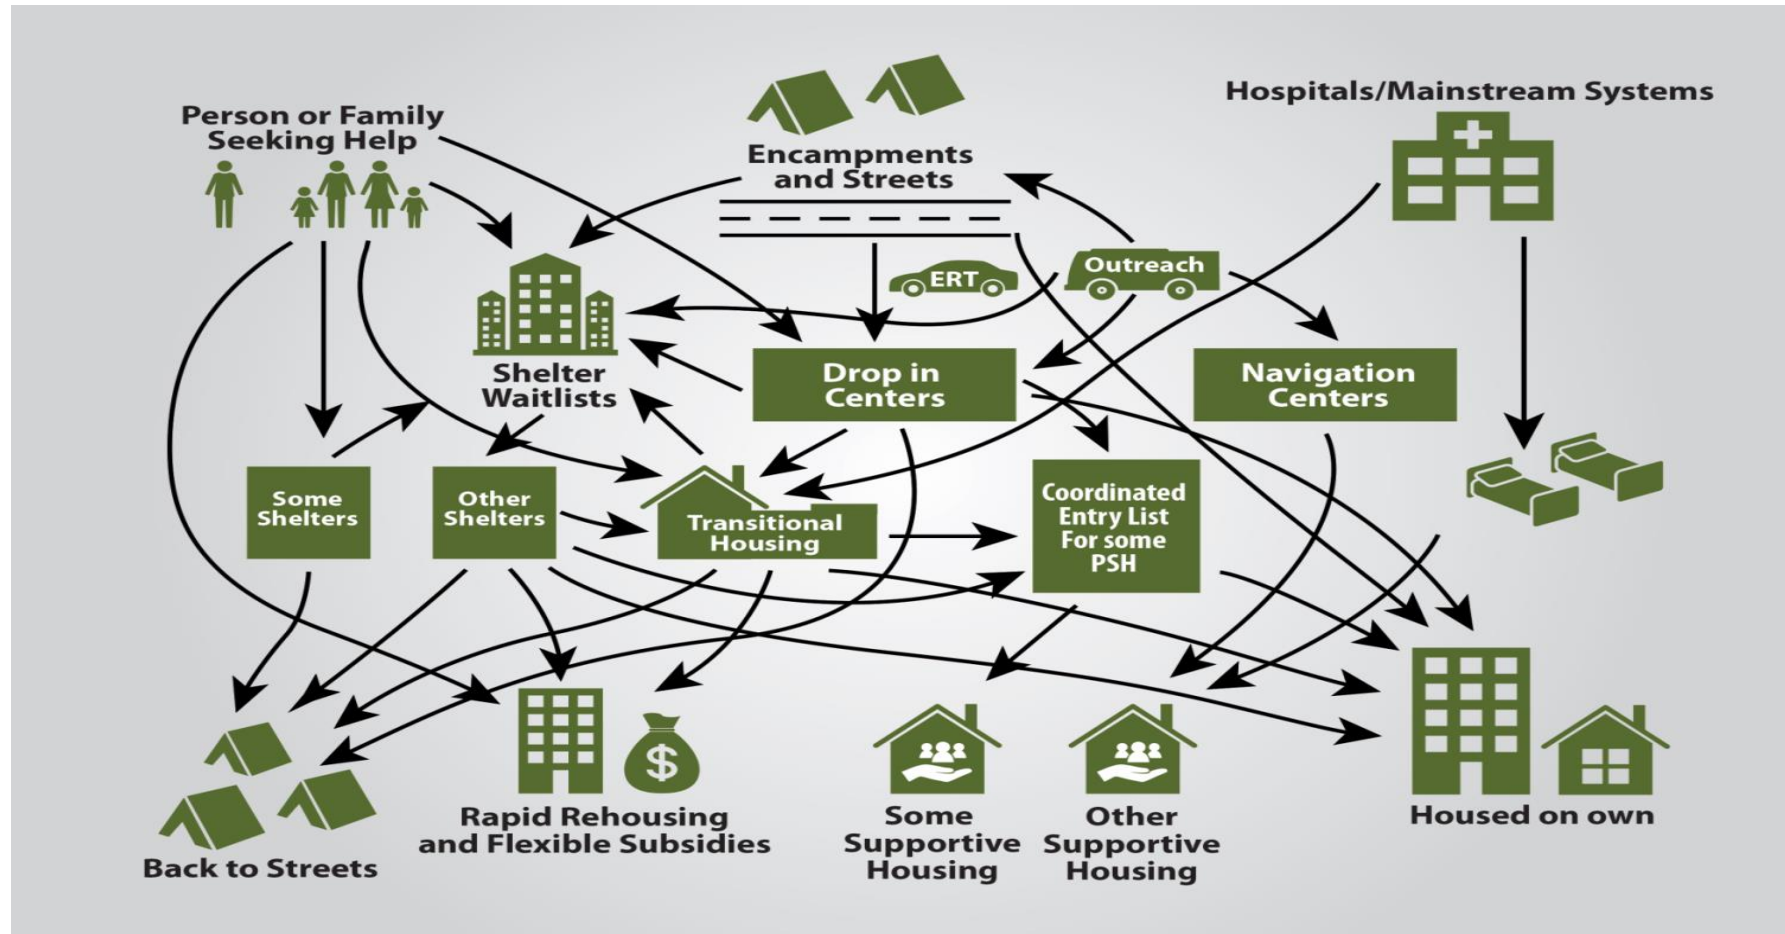 Person or Family
Seeking Help
Encampments
and Streets
Hospitals/Mainstream Systems
ERT
Outreach
Shelter
Waitlists
Drop in
Centers
Navigation
Centers
Some
Shelters
Other
Shelters
Transitional
Housing
Coordinated
Entry List
For some
PSH
$
Back to Streets
Rapid Rehousing
and Flexible Subsidies
Some
Supportive
Housing
Other
Supportive
Housing
Housed on own